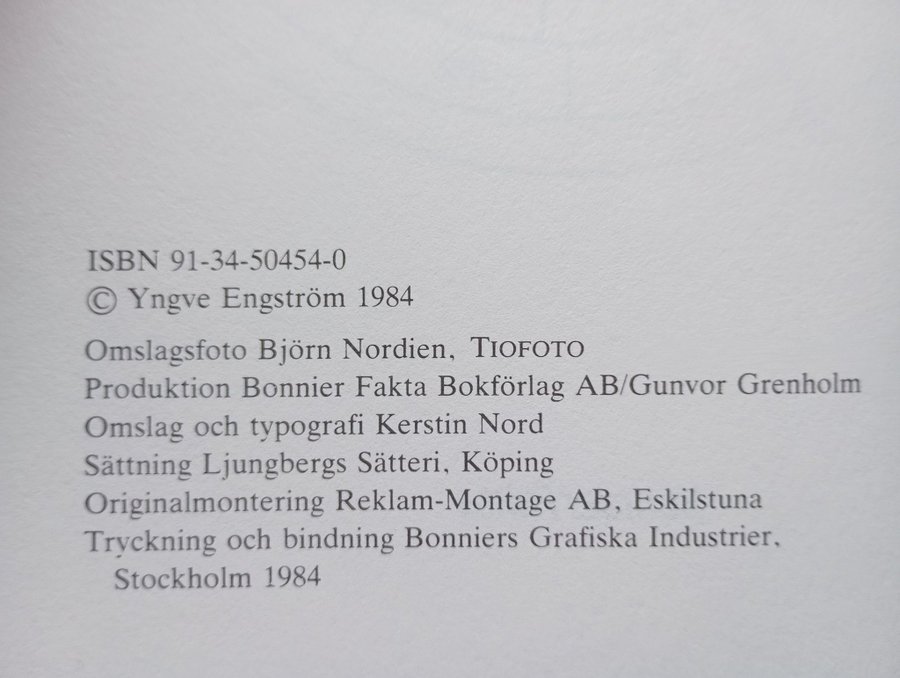 ISBN 91-34-50454-0
© Yngve Engström 1984
Omslagsfoto Björn Nordien, TIOFOTO
Produktion Bonnier Fakta Bokförlag AB/Gunvor Grenholm
Omslag och typografi Kerstin Nord
Sättning Ljungbergs Sätteri, Köping
Originalmontering Reklam-Montage AB, Eskilstuna
Tryckning och bindning Bonniers Grafiska Industrier,
Stockholm 1984